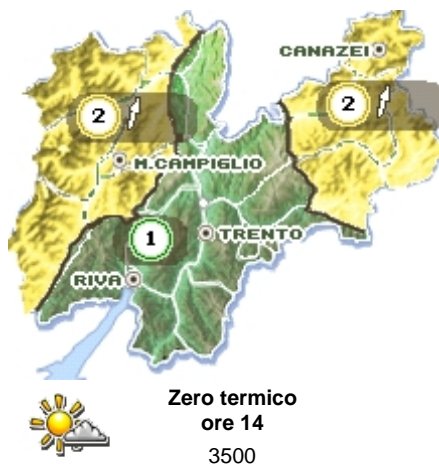 CANAZEI
2
2
M.CAMPIGLIO
1
TRENTO
RIVA
Zero termico
ore 14
3500